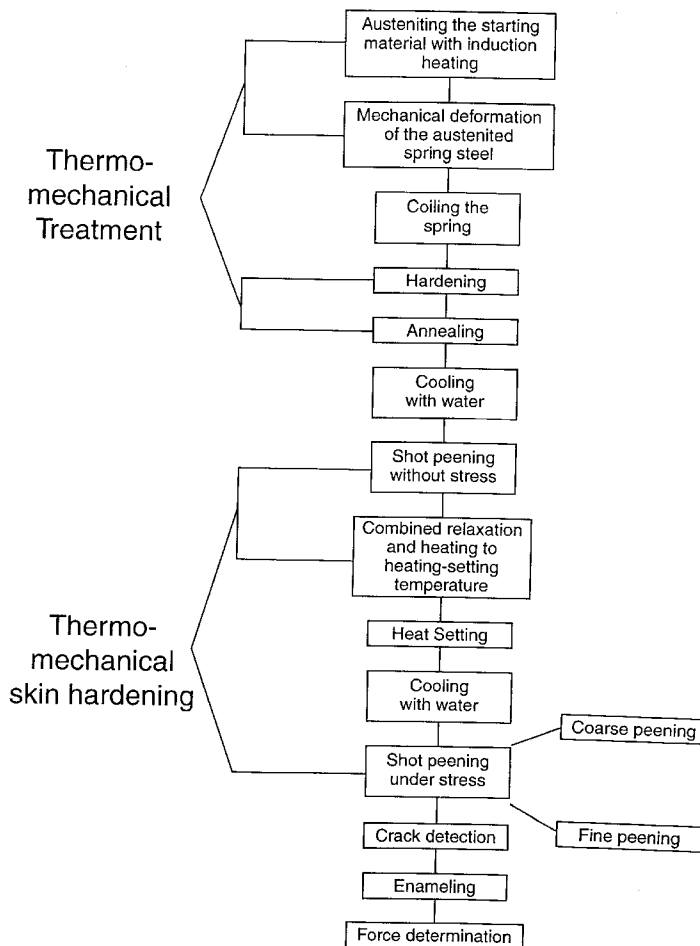 Austeniting the starting
material with induction
heating
Mechanical deformation
of the austenited
spring steel
Thermo-
mechanical
Treatment
Coiling the
spring
Hardening
Annealing
Cooling
with water
Shot peening
without stress
Combined relaxation
and heating to
heating-setting
temperature
Thermo-
mechanical
skin hardening
Heat Setting
Cooling
with water
Coarse peening
Shot peening
under stress
Crack detection
Fine peening
Enameling
Force determination